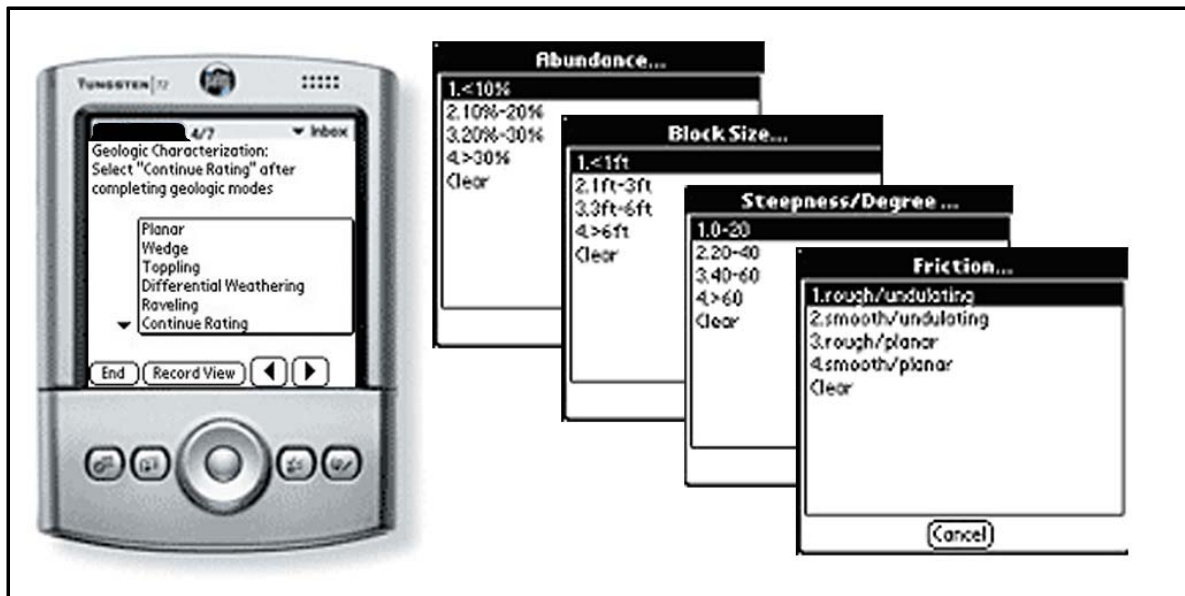 TUNGSTEN|T2
4/7
Inbox
Geologic Characterization:
Select "Continue Rating" after
completing geologic modes
Planar
Wedge
Toppling
Differential Weathering
Raveling
Continue Rating
End
Record View
Abundance...
1.<10%
2.10%-20%
3.20%-30%
4.>30%
Clear
Block Size...
1.<1ft
2.1ft-3ft
3.3ft-6ft
4.>6ft
Clear
Steepness/Degree ...
1.0-20
2.20-40
3.40-60
4.>60
Clear
Friction...
1.rough/undulating
2.smooth/undulating
3.rough/planar
4.smooth/planar
Clear
Cancel